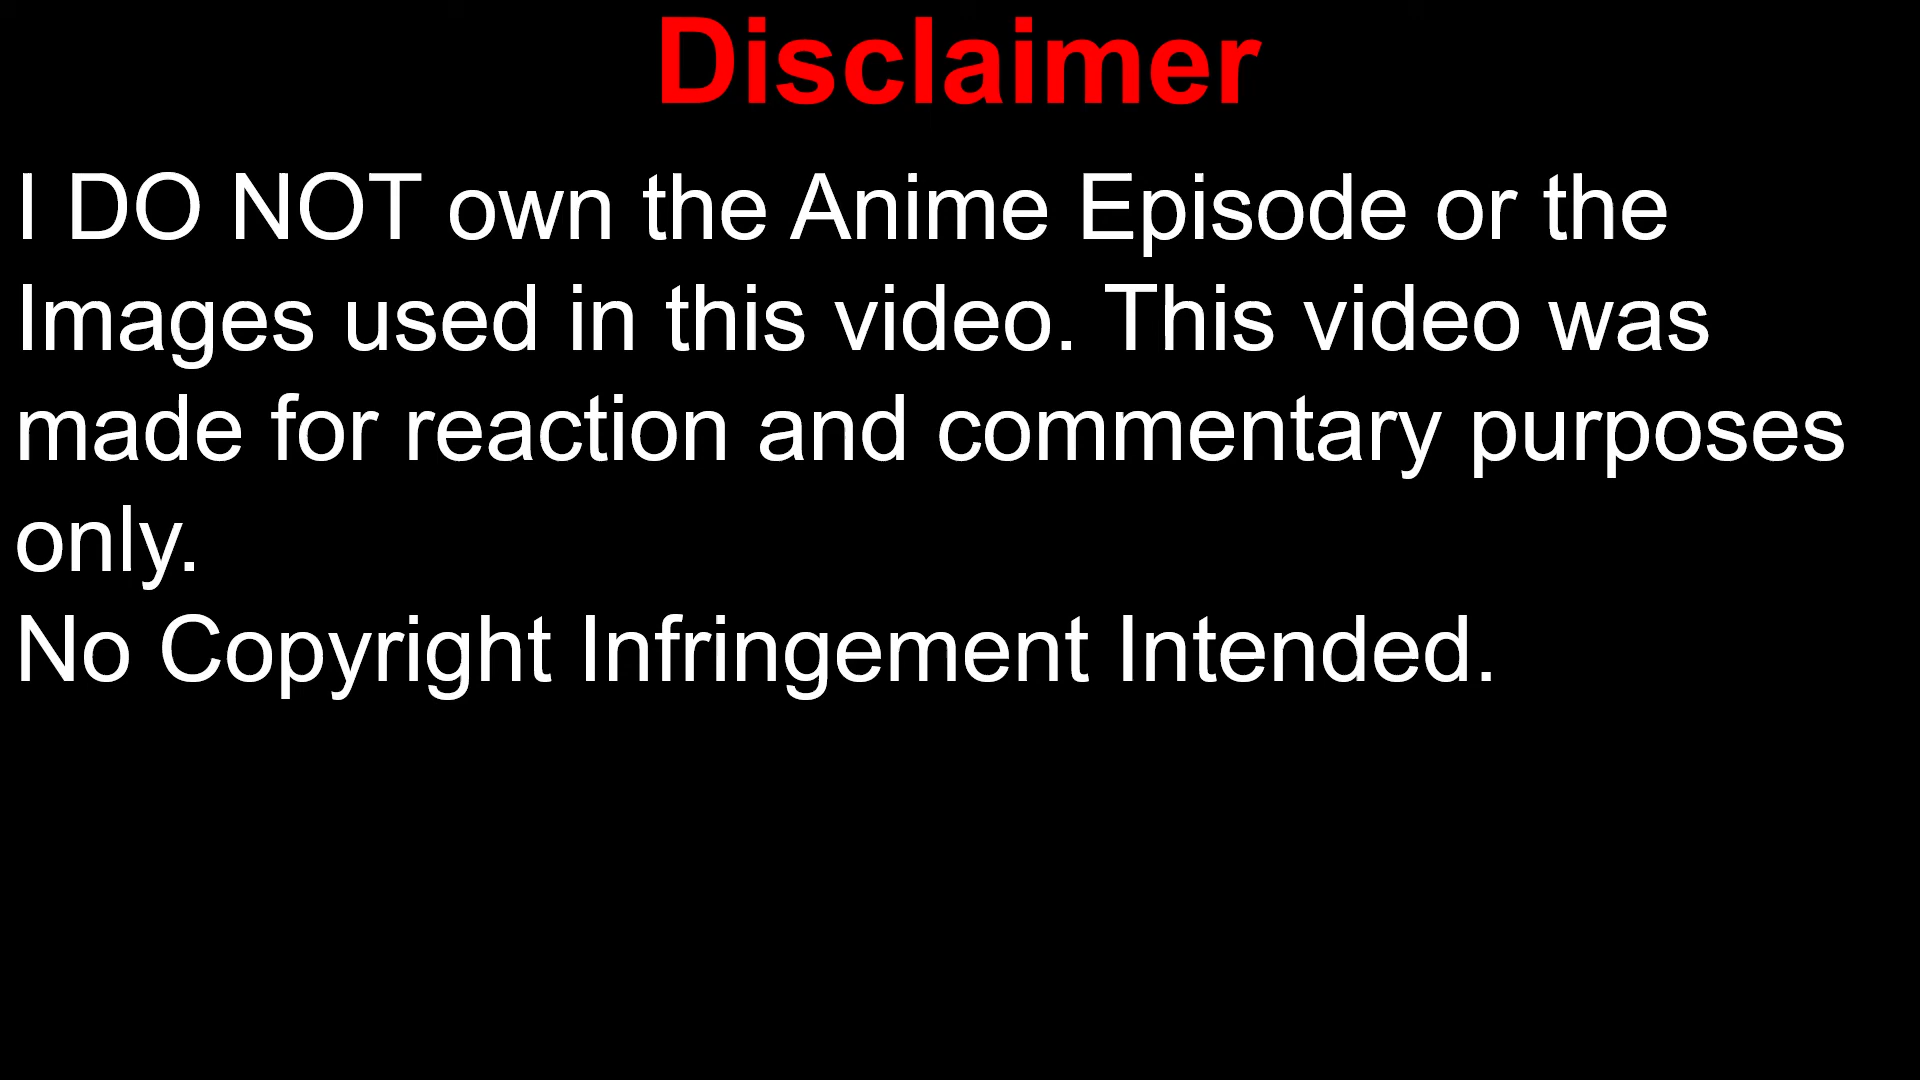 Disclaimer
I DO NOT own the Anime Episode or the
Images used in this video. This video was
made for reaction and commentary purposes
only.
No Copyright Infringement Intended.